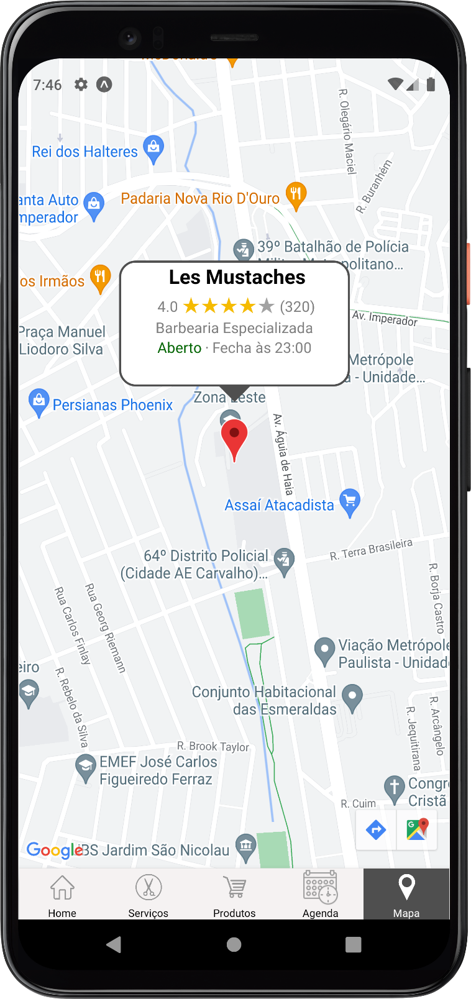 7:46
R. Olegário Maciel
Rei dos Halteres
R. Buranhém
anta Auto
mperador
Padaria Nova Rio D'Ouro
39º Batalhão de Polícia
os Irmãos
Les Mustaches
4.0 ★★★★★ (320)
Barbearia Especializada
Aberto · Fecha às 23:00
Av. Imperador
Praça Manuel
Liodoro Silva
Metrópole
a - Unidade...
Zona Leste
Persianas Phoenix
Av. Águia de Haia
Assaí Atacadista
64º Distrito Policial
(Cidade AE Carvalho)...
R. Terra Brasileira
R. Borja Castro
Rua Carlos Finlay
Rua Georg Riemann
Viação Metrópole
Paulista - Unidad
eiro
R. Rebelo da Silva
Conjunto Habitacional
das Esmeraldas
R. Jequitirana
R. Arcângelo
R. Brook Taylor
EMEF José Carlos
Figueiredo Ferraz
Congr
Cristã
R. Cuim
Google
BS Jardim São Nicolau
Home
Serviços
Produtos
Agenda
Mapa